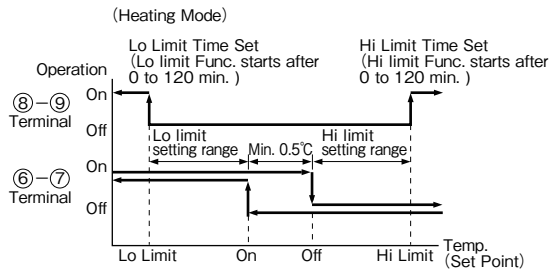 (Heating Mode)
Lo Limit Time Set
(Lo limit Func. starts after
0 to 120 min. )
Hi Limit Time Set
(Hi limit Func. starts after
0 to 120 min. )
Operation
On
⑧－⑨
Terminal
Off
Lo limit
setting range
Min. 0.5℃
Hi limit
setting range
On
⑥－⑦
Terminal
Off
Lo Limit
On
Off
Hi Limit
Temp.
(Set Point)